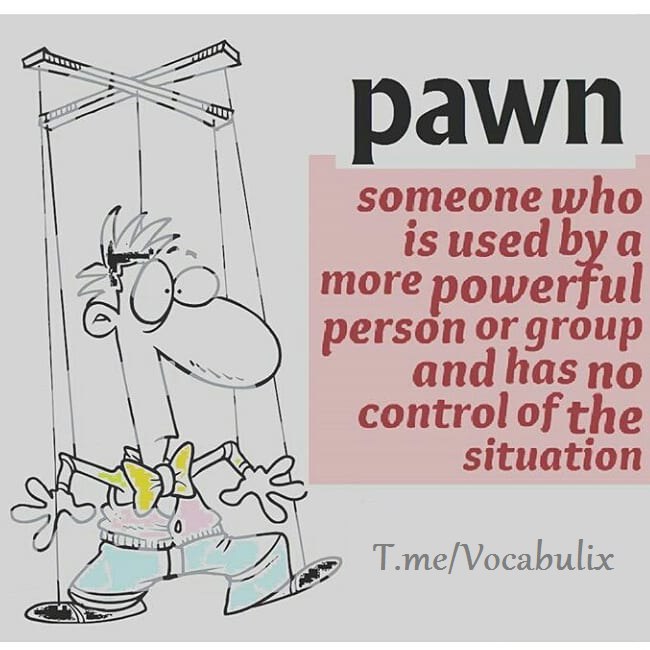 pawn
someone who
is used by a
more powerful
person or group
and has no
control of the
situation
T.me/Vocabulix